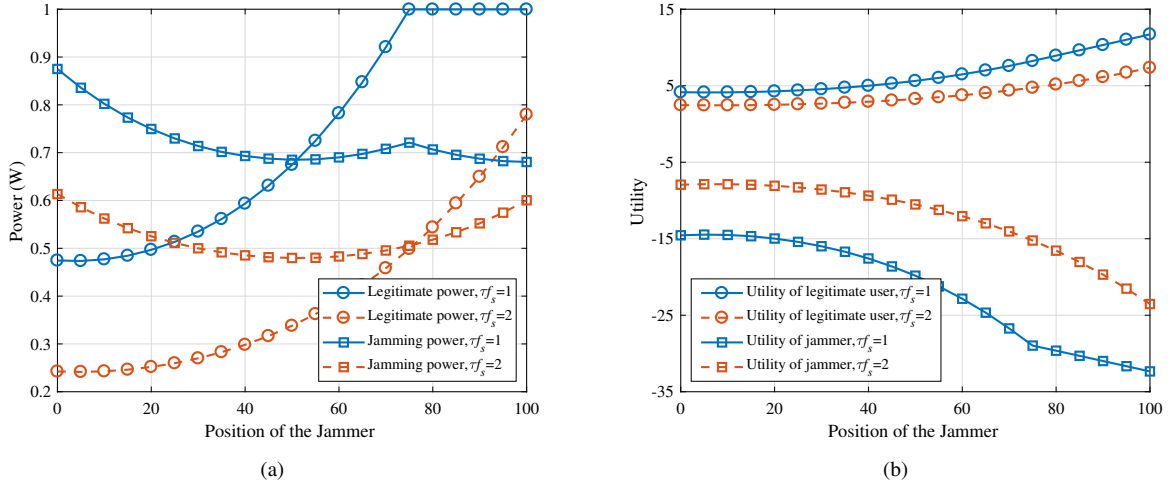 1
0.9
0.8
0.7
0.6
0.5
0.4
0.3
0.2
Power (W)
Legitimate power,τf_s=1
Legitimate power,τf_s=2
Jamming power,τf_s=1
Jamming power,τf_s=2
0 20 40 60 80 100
Position of the Jammer
(a)
15
5
-5
-15
-25
-35
Utility
Utility of legitimate user,τf_s=1
Utility of legitimate user,τf_s=2
Utility of jammer,τf_s=1
Utility of jammer,τf_s=2
0 20 40 60 80 100
Position of the Jammer
(b)